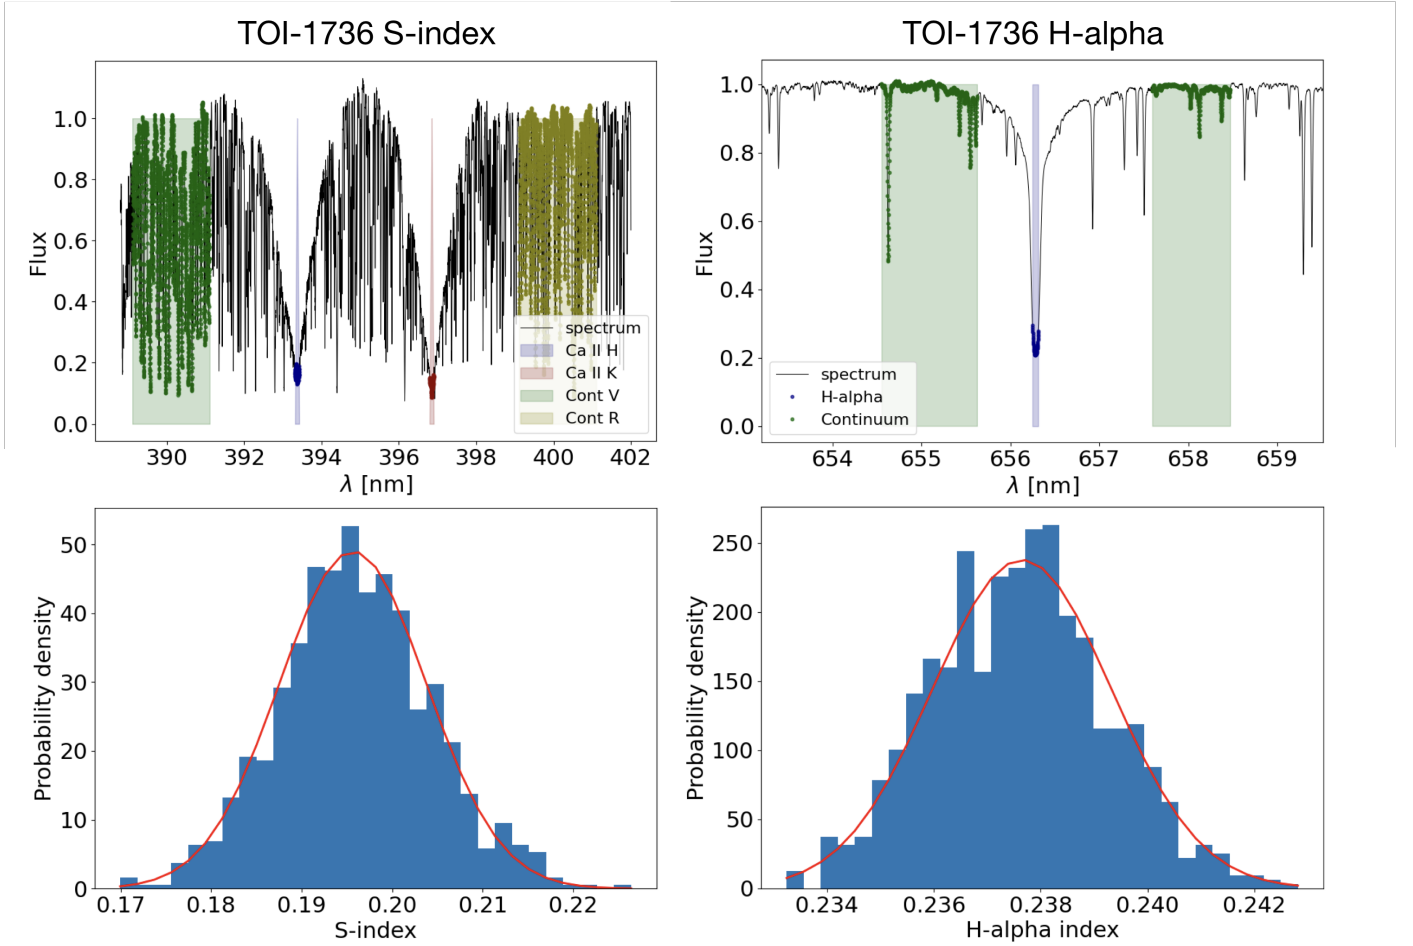 TOI-1736 S-index
TOI-1736 H-alpha
1.0
0.8
0.6
0.4
0.2
0.0
Flux
spectrum
Ca II H
Ca II K
Cont V
Cont R
390 392 394 396 398 400 402
λ [nm]
1.0
0.8
0.6
0.4
0.2
0.0
Flux
spectrum
H-alpha
Continuum
654 655 656 657 658 659
λ [nm]
50
40
30
20
10
0
Probability density
0.17 0.18 0.19 0.20 0.21 0.22
S-index
250
200
150
100
50
0
Probability density
0.234 0.236 0.238 0.240 0.242
H-alpha index